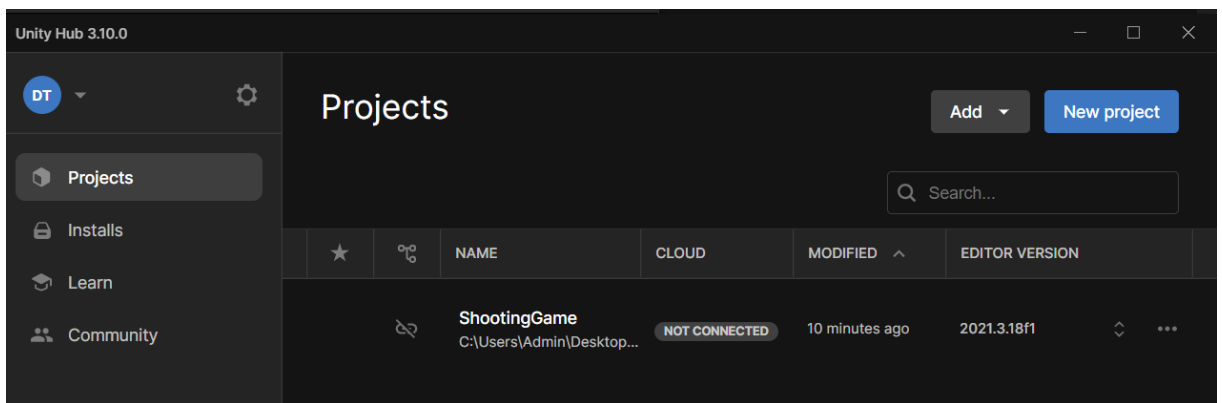 Unity Hub 3.10.0
DT
Projects
Installs
Learn
Community
Projects
Add
New project
Search...
NAME CLOUD MODIFIED EDITOR VERSION
ShootingGame
C:\Users\Admin\Desktop...
NOT CONNECTED
10 minutes ago
2021.3.18f1